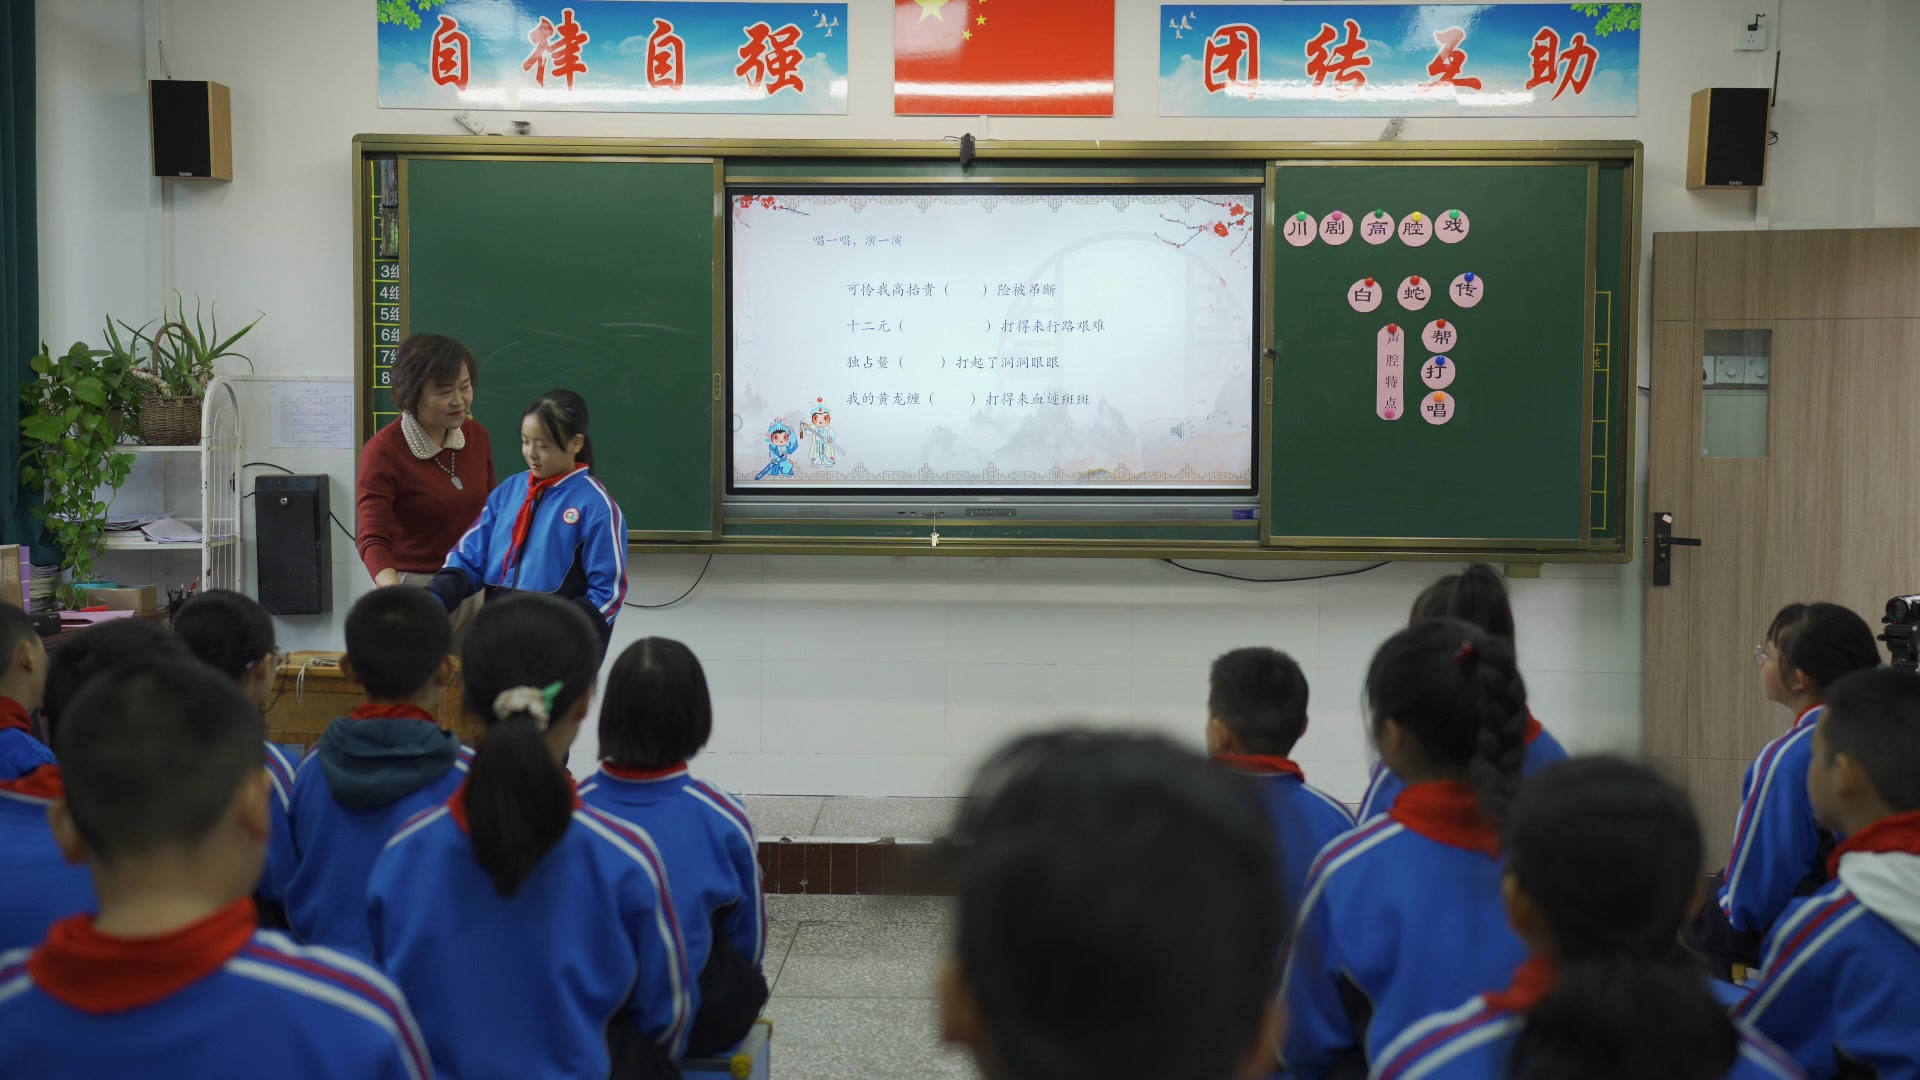 自律自强
团结互助
3组
4组
5组
6组
7组
8
唱一唱，演一演
可怜我高抬贵（ ）险被吊断
十二元（ ）打得来行路艰难
独占鳌（ ）打起了洞洞眼眼
我的黄龙缠（ ）打得来血迹斑斑
川剧高腔戏
白蛇传
声腔特点
帮
打
唱